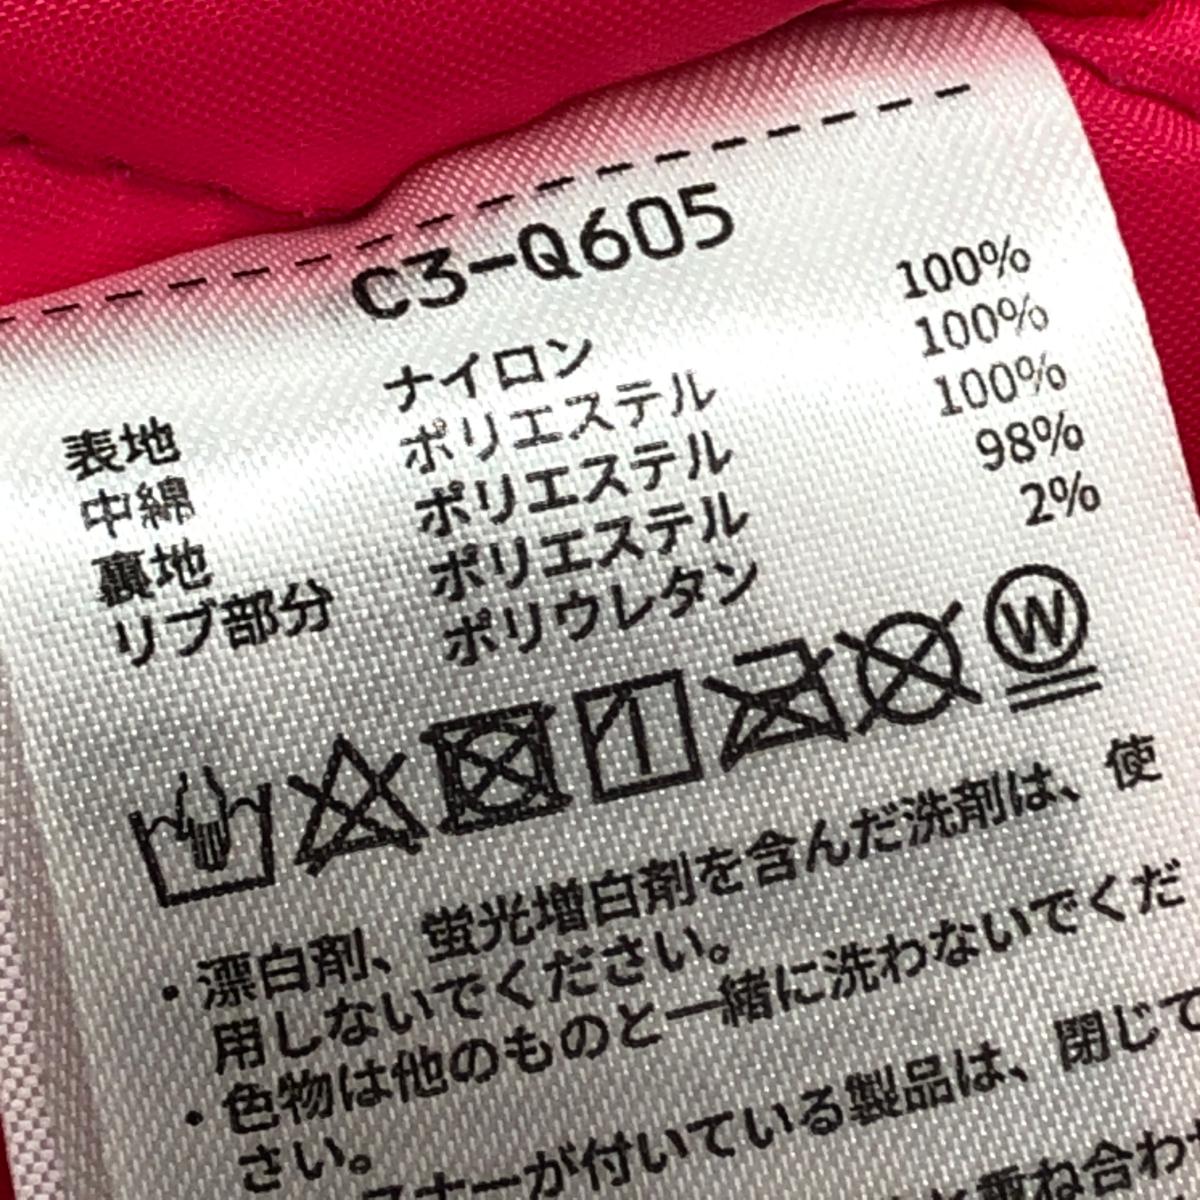 C3-Q605
表地 ナイロン 100%
中綿 ポリエステル 100%
裏地 ポリエステル 100%
リブ部分 ポリエステル 98%
ポリウレタン 2%
W
・漂白剤、蛍光増白剤を含んだ洗剤は、使
用しないでください。
・色物は他のものと一緒に洗わないでくだ
さい。
スナーが付いている製品は、閉じて
重ね合わせ